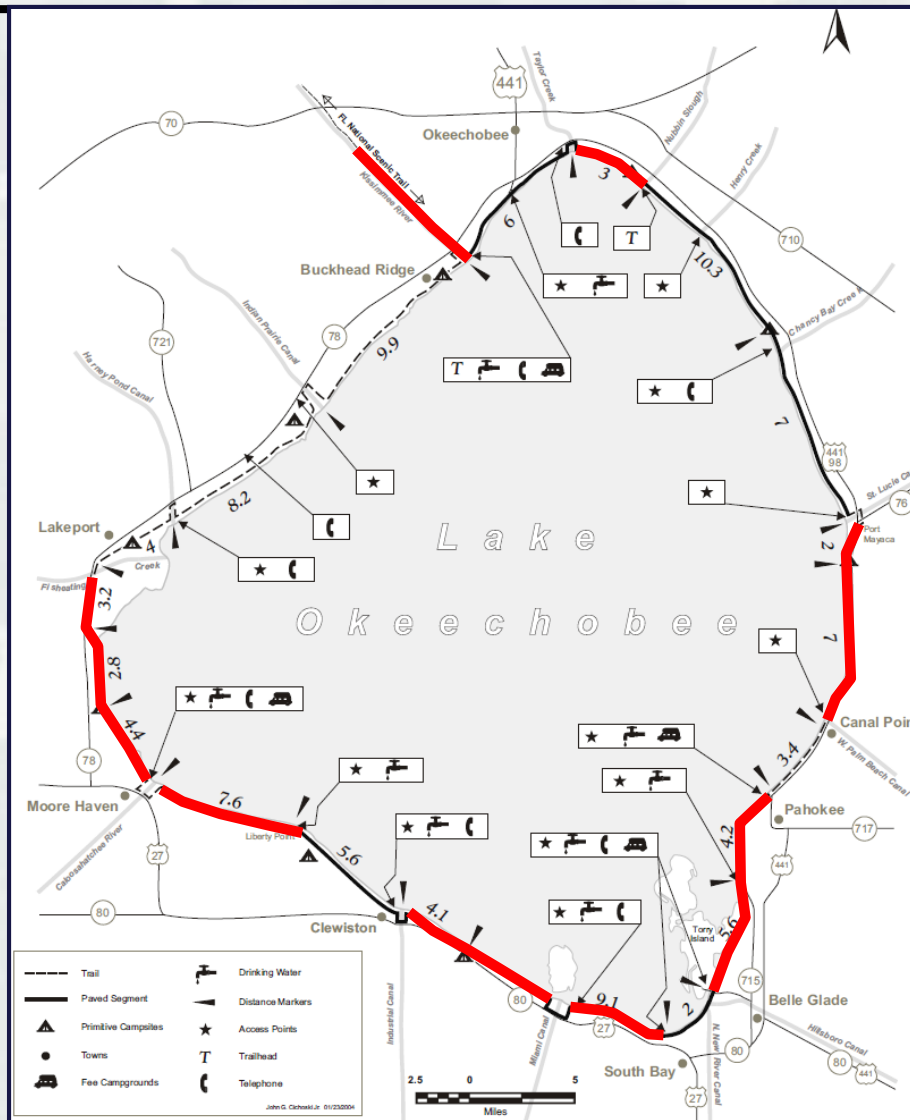 441
Okeechobee
Taylor Creek
Nubbin Slough
Henry Creek
70
FL National Scenic Trail
Kissimmee River
3
6
T
710
10.3
Buckhead Ridge
Indian Prairie Canal
78
721
9.9
Harney Pond Canal
T
Chancy Bay Creek
7
441
98
St. Lucie Ca
76
Port
Mayaca
8.2
Lakeport
4
Creek
Fisheating
3.2
Lake
Okeechobee
2
7
2.8
4.4
78
Canal Poin
W. Palm Beach Canal
3.4
Moore Haven
7.6
Liberty Point
Pahokee
717
4.2
Caloosahatchee River
27
5.6
441
80
Clewiston
4.1
Torry
Island
5.6
715
Belle Glade
Industrial Canal
80
Miami Canal
9.1
27
2
N. New River Canal
Hillsboro Canal
80
80
441
South Bay
27
Trail
Drinking Water
Paved Segment
Distance Markers
Primitive Campsites
Access Points
Towns
T
Trailhead
Fee Campgrounds
Telephone
John G. Cichoski Jr. 01/23/2004
2.5 0 5
Miles